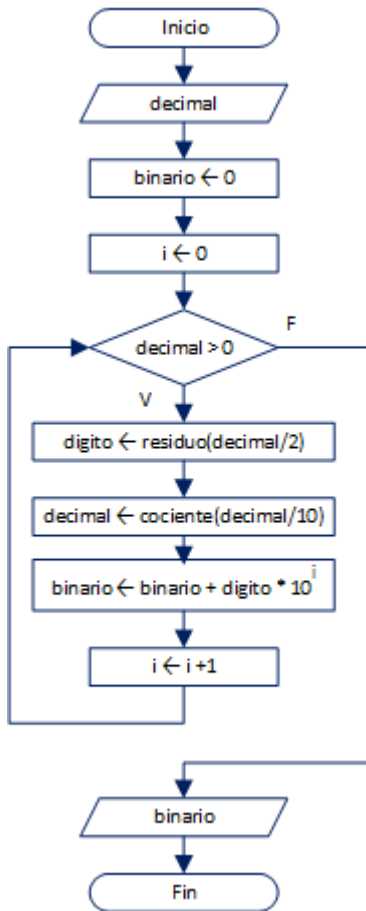 Inicio
decimal
binario ← 0
i ← 0
decimal > 0
F
V
digito ← residuo(decimal/2)
decimal ← cociente(decimal/10)
binario ← binario + digito * 10^i
i ← i +1
binario
Fin